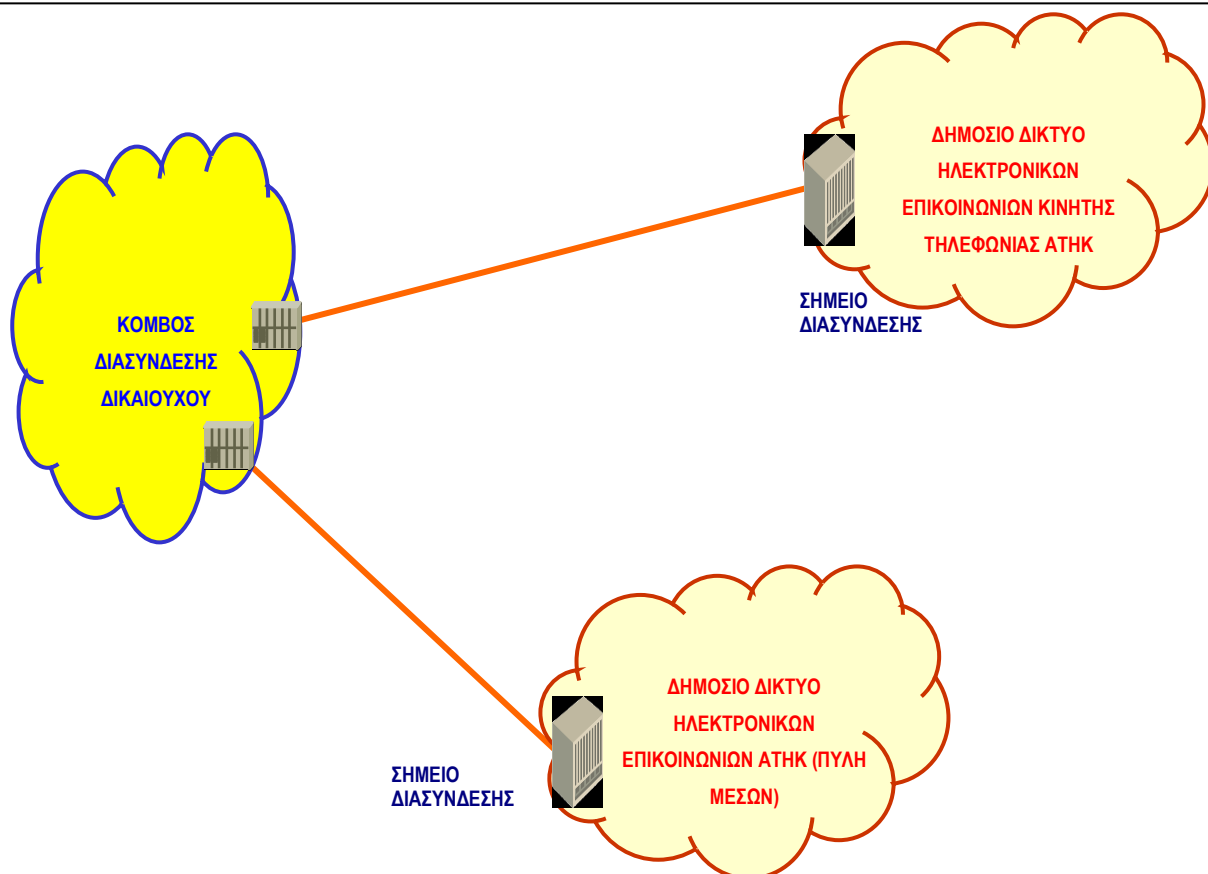 ΔΗΜΟΣΙΟ ΔΙΚΤΥΟ
ΗΛΕΚΤΡΟΝΙΚΩΝ
ΕΠΙΚΟΙΝΩΝΙΩΝ ΚΙΝΗΤΗΣ
ΤΗΛΕΦΩΝΙΑΣ ΑΤΗΚ
ΣΗΜΕΙΟ
ΔΙΑΣΥΝΔΕΣΗΣ
ΚΟΜΒΟΣ
ΔΙΑΣΥΝΔΕΣΗΣ
ΔΙΚΑΙΟΥΧΟΥ
ΔΗΜΟΣΙΟ ΔΙΚΤΥΟ
ΗΛΕΚΤΡΟΝΙΚΩΝ
ΕΠΙΚΟΙΝΩΝΙΩΝ ΑΤΗΚ (ΠΥΛΗ
ΜΕΣΩΝ)
ΣΗΜΕΙΟ
ΔΙΑΣΥΝΔΕΣΗΣ